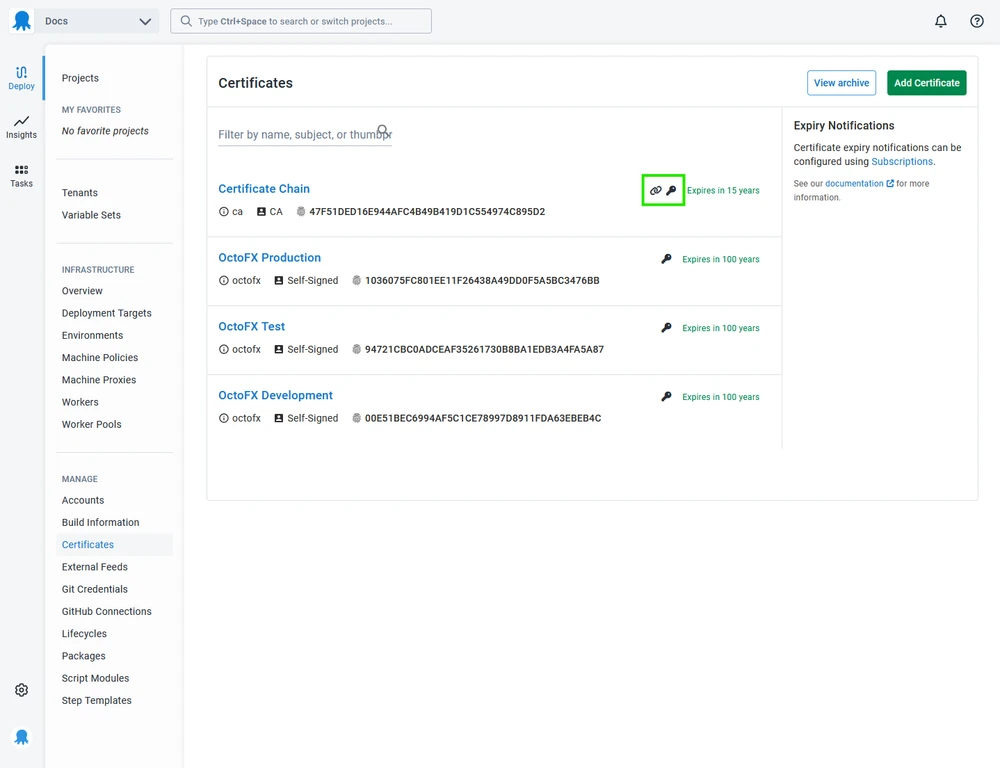 Docs
Type Ctrl+Space to search or switch projects...
Deploy
Insights
Tasks
Projects
MY FAVORITES
No favorite projects
Tenants
Variable Sets
INFRASTRUCTURE
Overview
Deployment Targets
Environments
Machine Policies
Machine Proxies
Workers
Worker Pools
MANAGE
Accounts
Build Information
Certificates
External Feeds
Git Credentials
GitHub Connections
Lifecycles
Packages
Script Modules
Step Templates
Certificates
View archive
Add Certificate
Filter by name, subject, or thumbpr
Certificate Chain
Expires in 15 years
ca CA 47F51DED16E944AFC4B49B419D1C554974C895D2
OctoFX Production
Expires in 100 years
octofx Self-Signed 1036075FC801EE11F26438A49DD0F5A5BC3476BB
OctoFX Test
Expires in 100 years
octofx Self-Signed 94721CBC0ADCEAF35261730B8BA1EDB3A4FA5A87
OctoFX Development
Expires in 100 years
octofx Self-Signed 00E51BEC6994AF5C1CE78997D8911FDA63EBEB4C
Expiry Notifications
Certificate expiry notifications can be
configured using Subscriptions.
See our documentation for more
information.